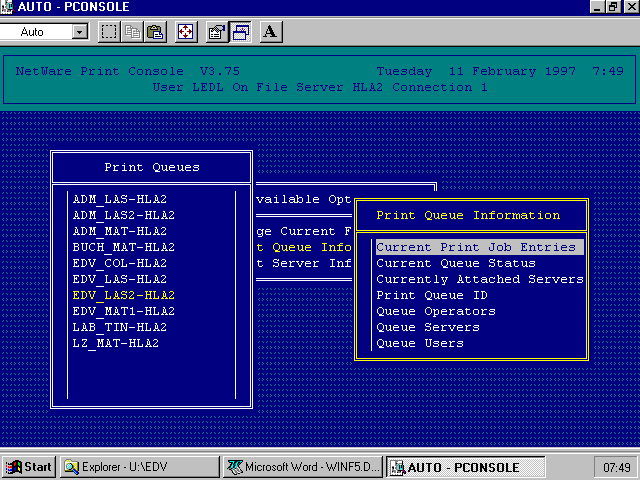 AUTO - PCONSOLE
Auto
A
NetWare Print Console V3.75 Tuesday 11 February 1997 7:49
User LEDL On File Server HLA2 Connection 1
Print Queues
ADM_LAS-HLA2
ADM_LAS2-HLA2
ADM_MAT-HLA2
BUCH_MAT-HLA2
EDV_COL-HLA2
EDV_LAS-HLA2
EDV_LAS2-HLA2
EDV_MAT1-HLA2
LAB_TIN-HLA2
LZ_MAT-HLA2
vailable Opt
ge Current F
t Queue Info
t Server Inf
Print Queue Information
Current Print Job Entries
Current Queue Status
Currently Attached Servers
Print Queue ID
Queue Operators
Queue Servers
Queue Users
Start
Explorer - U:\EDV
Microsoft Word - WINF5.D...
AUTO - PCONSOLE
07:49